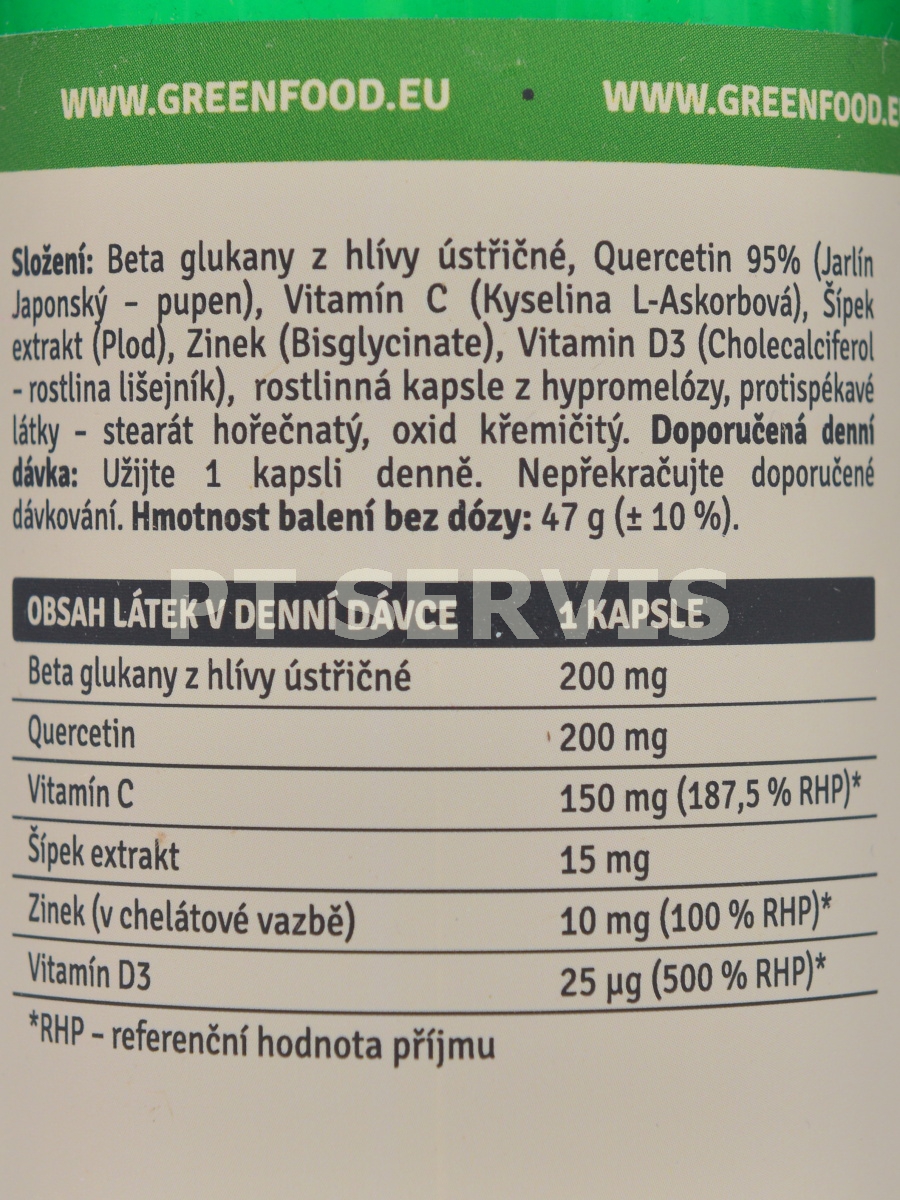 WWW.GREENFOOD.EU • WWW.GREENFOOD.E
Složení: Beta glukany z hlívy ústřičné, Quercetin 95% (Jarlín
Japonský – pupen), Vitamín C (Kyselina L-Askorbová), Šípek
extrakt (Plod), Zinek (Bisglycinate), Vitamin D3 (Cholecalciferol
– rostlina lišejník), rostlinná kapsle z hypromelózy, protispékavé
látky – stearát hořečnatý, oxid křemičitý. Doporučená denní
dávka: Užijte 1 kapsli denně. Nepřekračujte doporučené
dávkování. Hmotnost balení bez dózy: 47 g (± 10 %).
PT SERVIS
OBSAH LÁTEK V DENNÍ DÁVCE 1 KAPSLE
Beta glukany z hlívy ústřičné 200 mg
Quercetin 200 mg
Vitamín C 150 mg (187,5 % RHP)*
Šípek extrakt 15 mg
Zinek (v chelátové vazbě) 10 mg (100 % RHP)*
Vitamín D3 25 µg (500 % RHP)*
*RHP – referenční hodnota příjmu